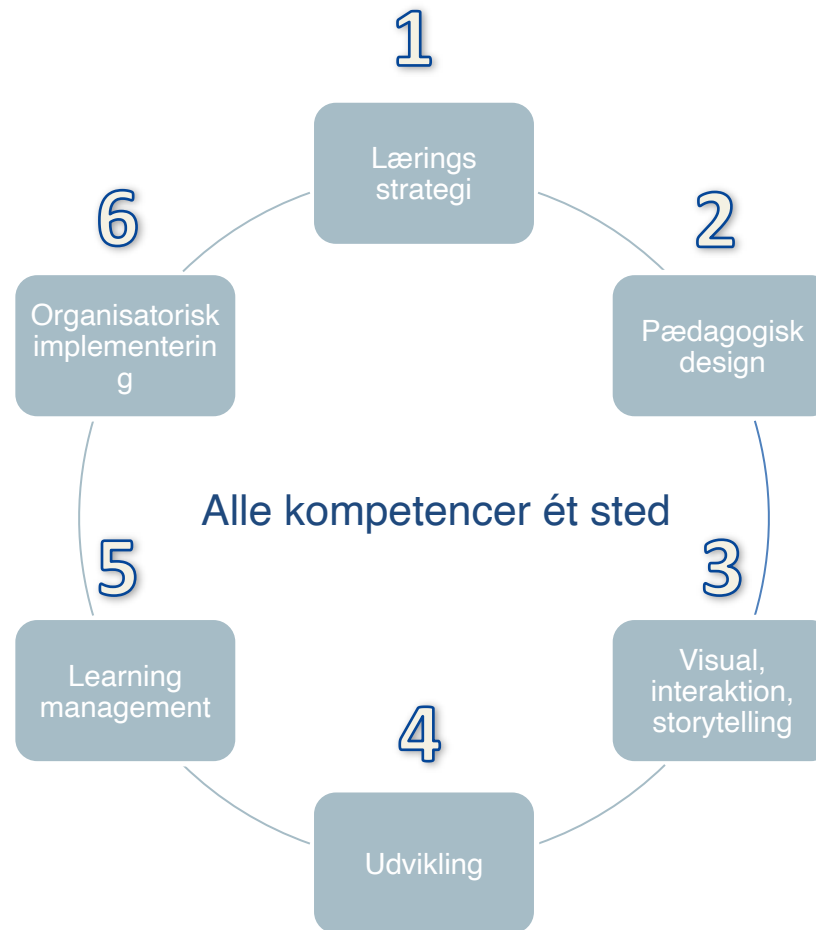 1
Lærings
strategi
2
Pædagogisk
design
3
Visual,
interaktion,
storytelling
4
Udvikling
5
Learning
management
6
Organisatorisk
implementerin
g
Alle kompetencer ét sted